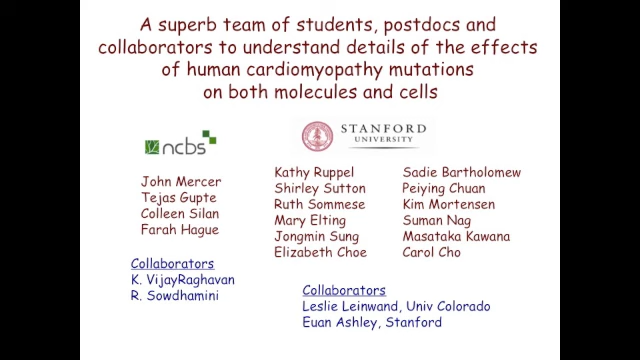 A superb team of students, postdocs and
collaborators to understand details of the effects
of human cardiomyopathy mutations
on both molecules and cells
ncbs
STANFORD
UNIVERSITY
John Mercer
Tejas Gupte
Colleen Silan
Farah Hague
Collaborators
K. VijayRaghavan
R. Sowdhamini
Kathy Ruppel
Shirley Sutton
Ruth Sommese
Mary Elting
Jongmin Sung
Elizabeth Choe
Sadie Bartholomew
Peiying Chuan
Kim Mortensen
Suman Nag
Masataka Kawana
Carol Cho
Collaborators
Leslie Leinwand, Univ Colorado
Euan Ashley, Stanford